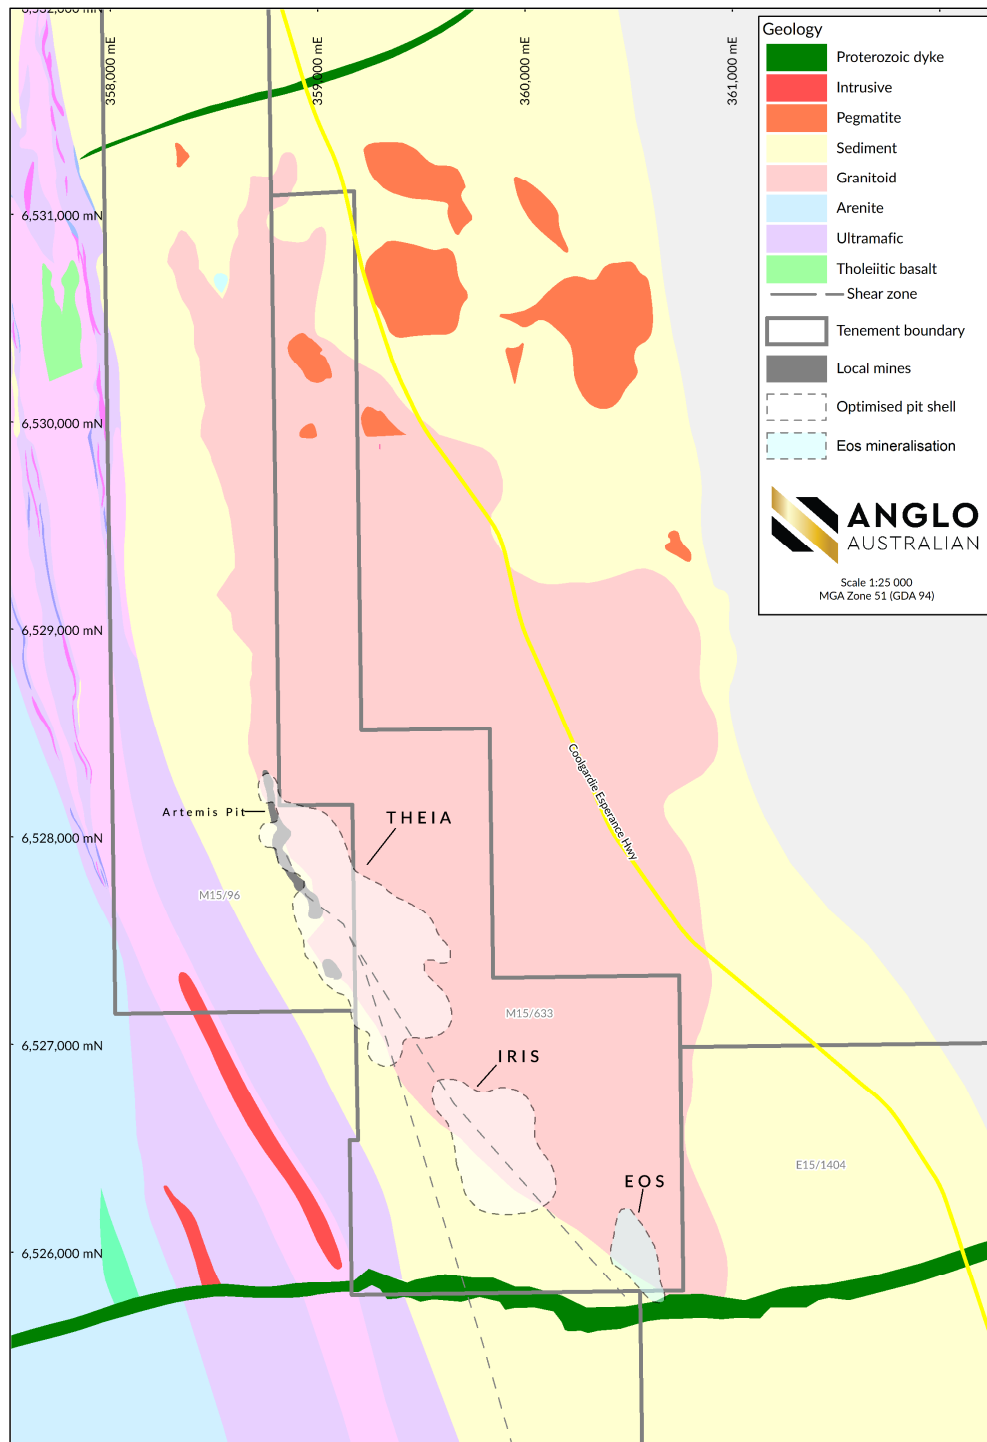 6,532,000 mN
358,000 mE
359,000 mE
360,000 mE
361,000 mE
Geology
Proterozoic dyke
Intrusive
Pegmatite
Sediment
Granitoid
Arenite
Ultramafic
Tholeiitic basalt
Shear zone
Tenement boundary
Local mines
Optimised pit shell
Eos mineralisation
ANGLO
AUSTRALIAN
Scale 1:25 000
MGA Zone 51 (GDA 94)
6,531,000 mN
6,530,000 mN
6,529,000 mN
Coolgardie Esperance Hwy
Artemis Pit
THEIA
6,528,000 mN
M15/96
M15/633
6,527,000 mN
IRIS
E15/1404
EOS
6,526,000 mN